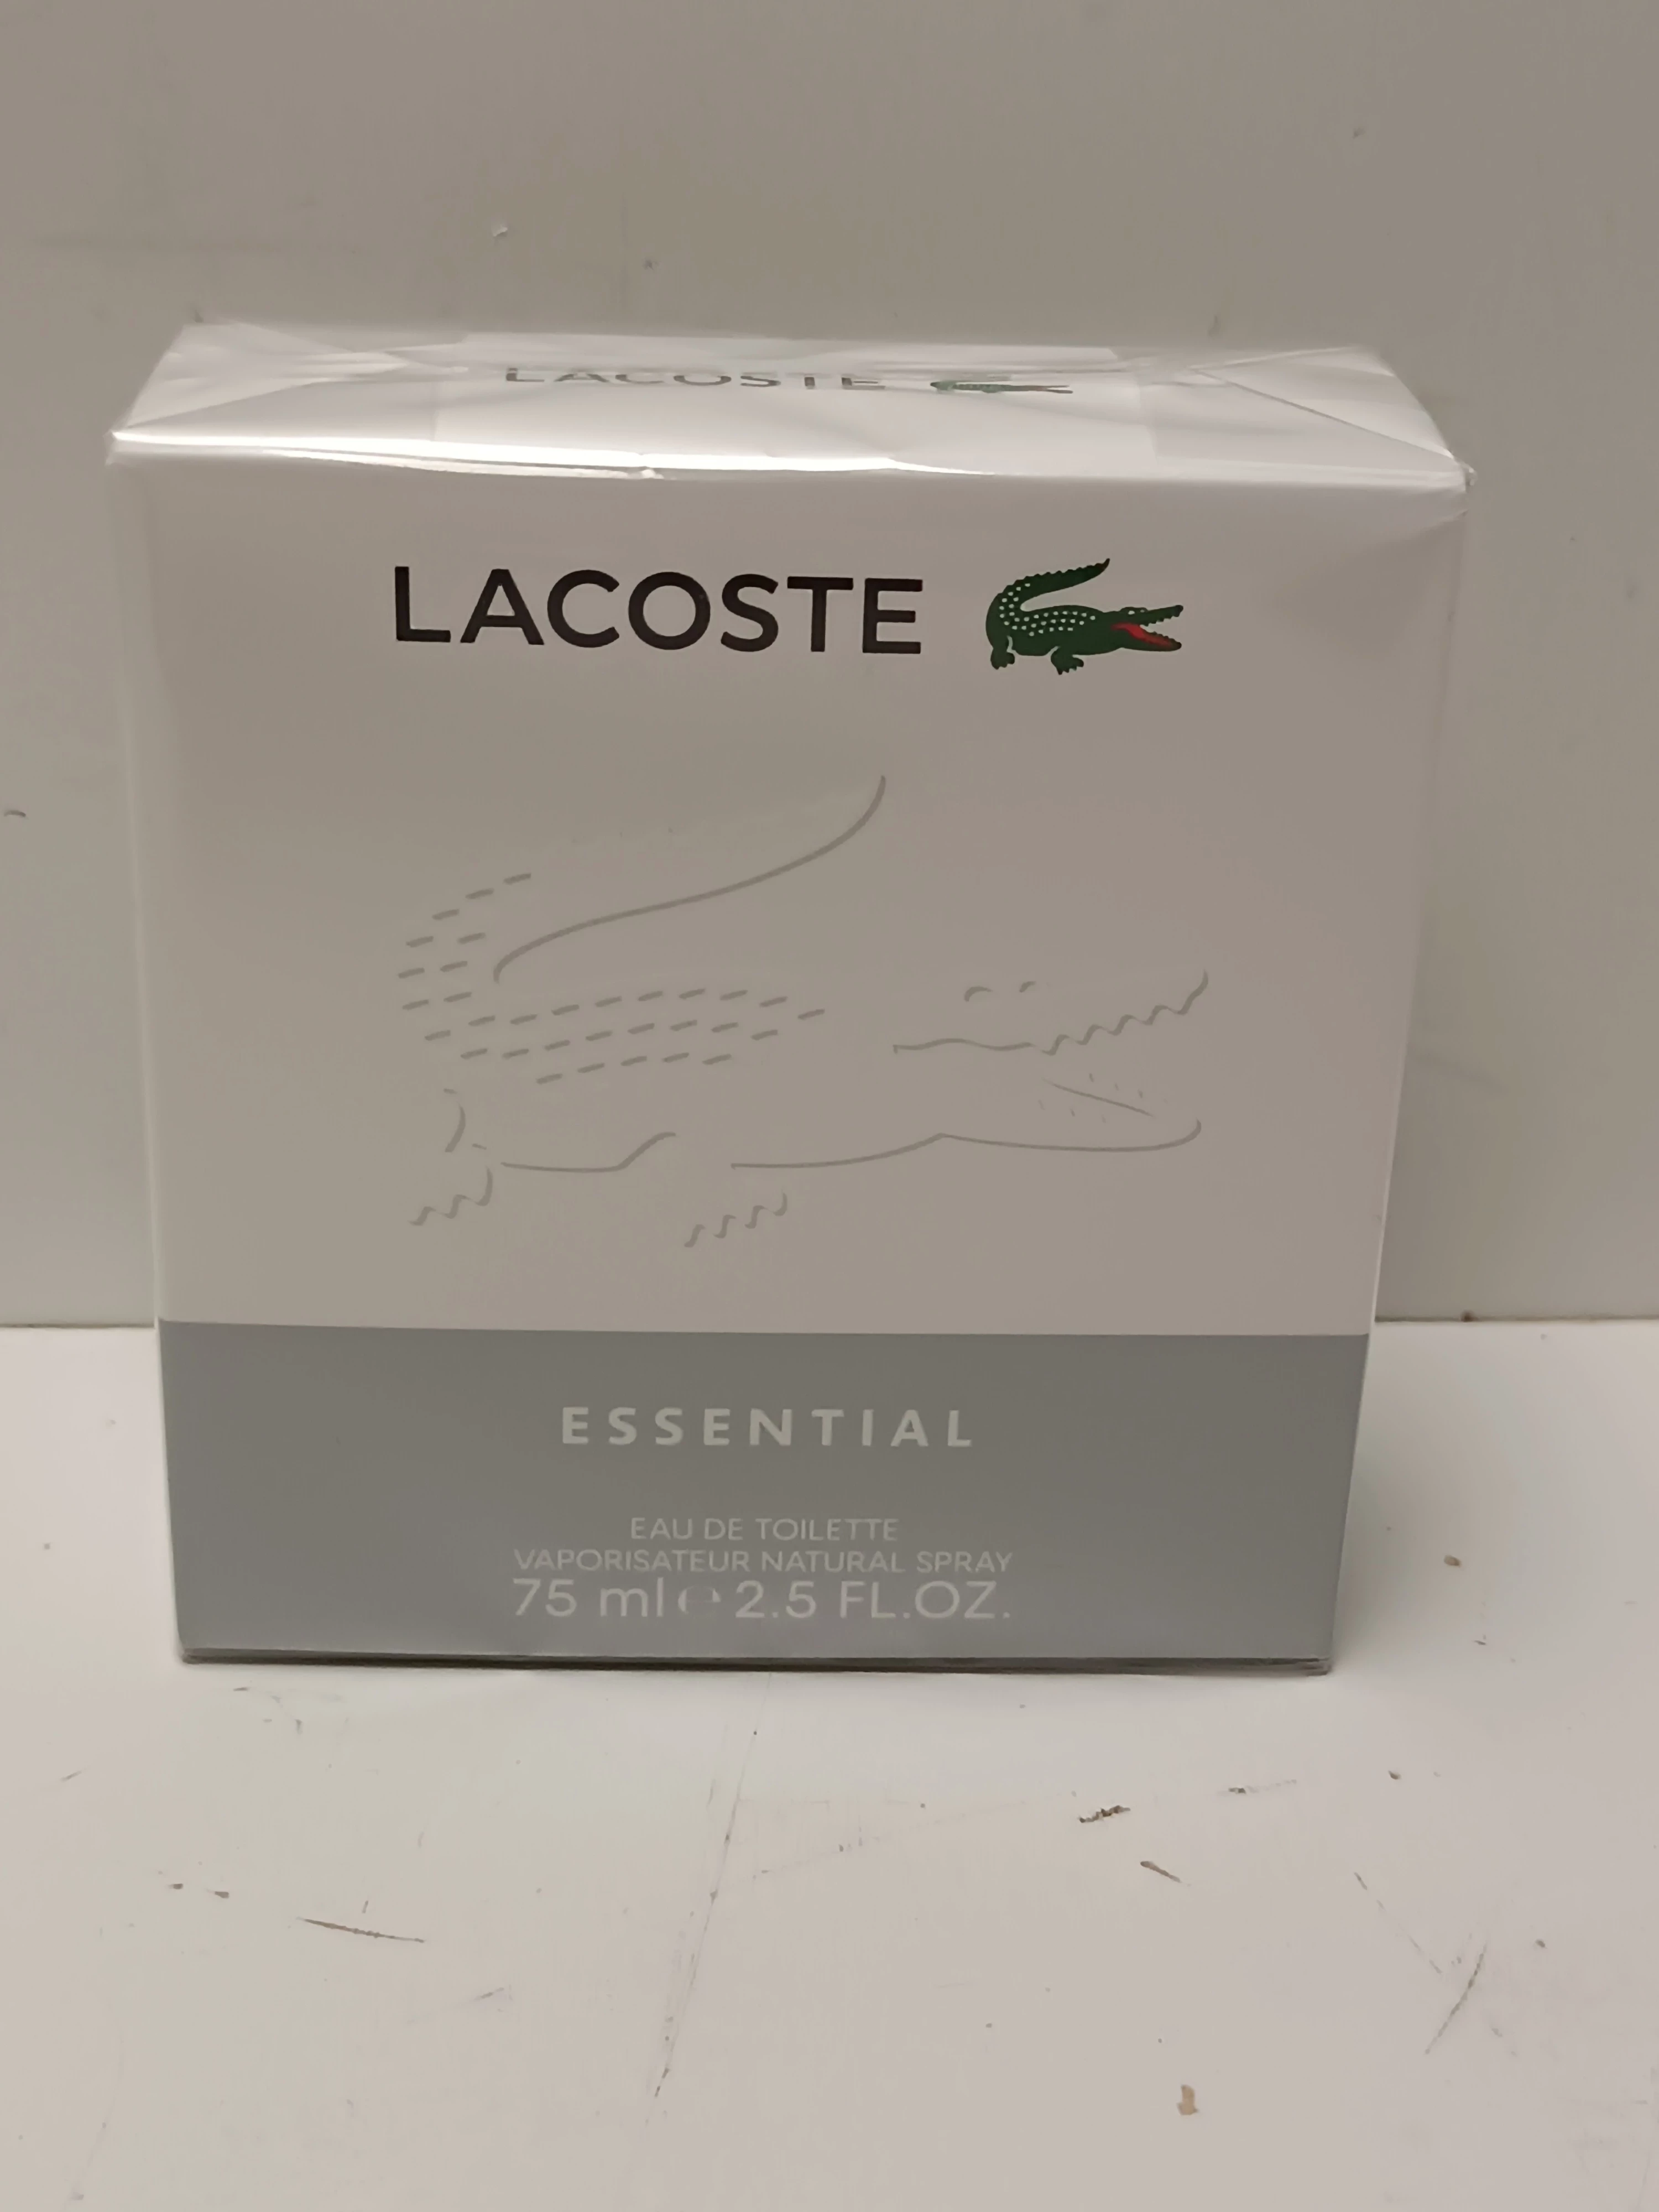 LACOSTE
LACOSTE
ESSENTIAL
EAU DE TOILETTE
VAPORISATEUR NATURAL SPRAY
75 ml ℮ 2.5 FL.OZ.